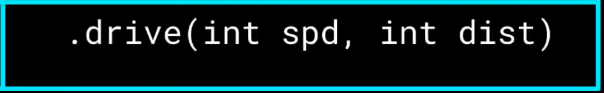 .drive(int spd, int dist)